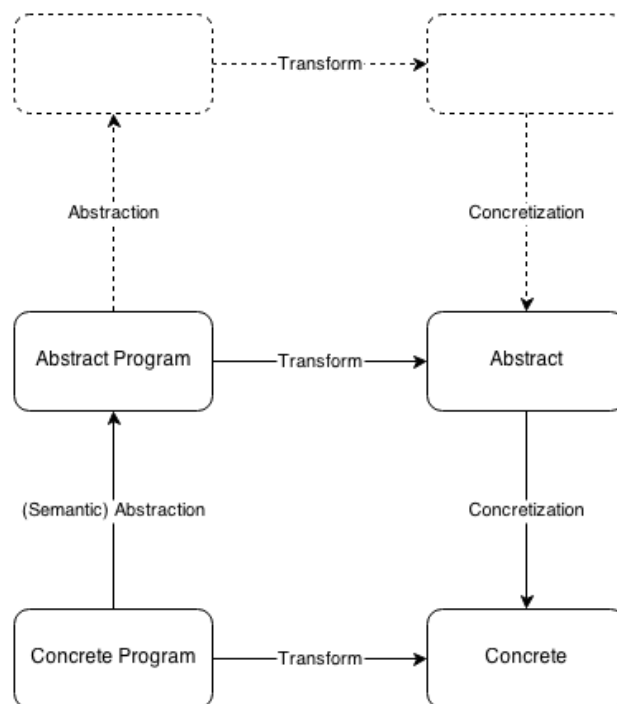 Transform
Abstraction
Concretization
Abstract Program
Transform
Abstract
(Semantic) Abstraction
Concretization
Concrete Program
Transform
Concrete